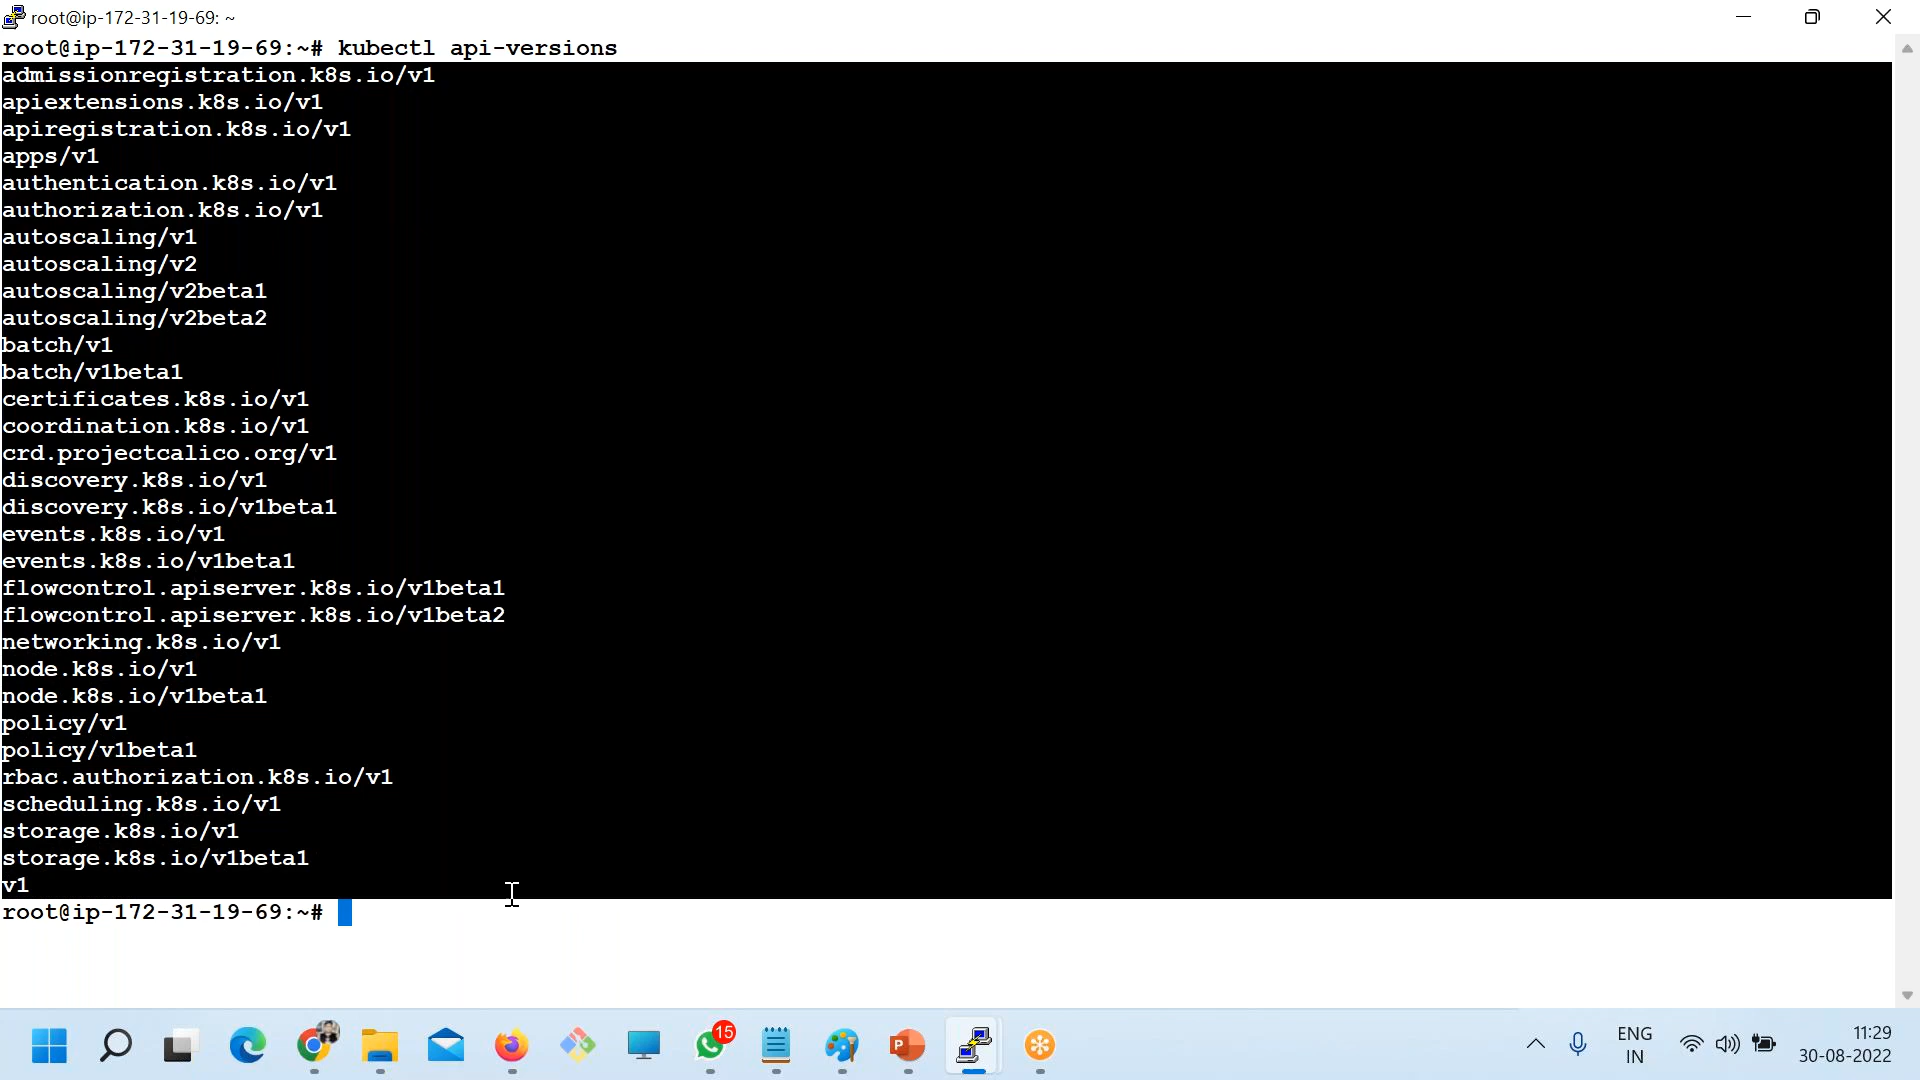 root@ip-172-31-19-69: ~
root@ip-172-31-19-69:~# kubectl api-versions
admissionregistration.k8s.io/v1
apiextensions.k8s.io/v1
apiregistration.k8s.io/v1
apps/v1
authentication.k8s.io/v1
authorization.k8s.io/v1
autoscaling/v1
autoscaling/v2
autoscaling/v2beta1
autoscaling/v2beta2
batch/v1
batch/v1beta1
certificates.k8s.io/v1
coordination.k8s.io/v1
crd.projectcalico.org/v1
discovery.k8s.io/v1
discovery.k8s.io/v1beta1
events.k8s.io/v1
events.k8s.io/v1beta1
flowcontrol.apiserver.k8s.io/v1beta1
flowcontrol.apiserver.k8s.io/v1beta2
networking.k8s.io/v1
node.k8s.io/v1
node.k8s.io/v1beta1
policy/v1
policy/v1beta1
rbac.authorization.k8s.io/v1
scheduling.k8s.io/v1
storage.k8s.io/v1
storage.k8s.io/v1beta1
v1
root@ip-172-31-19-69:~#
15
P
ENG
IN
11:29
30-08-2022